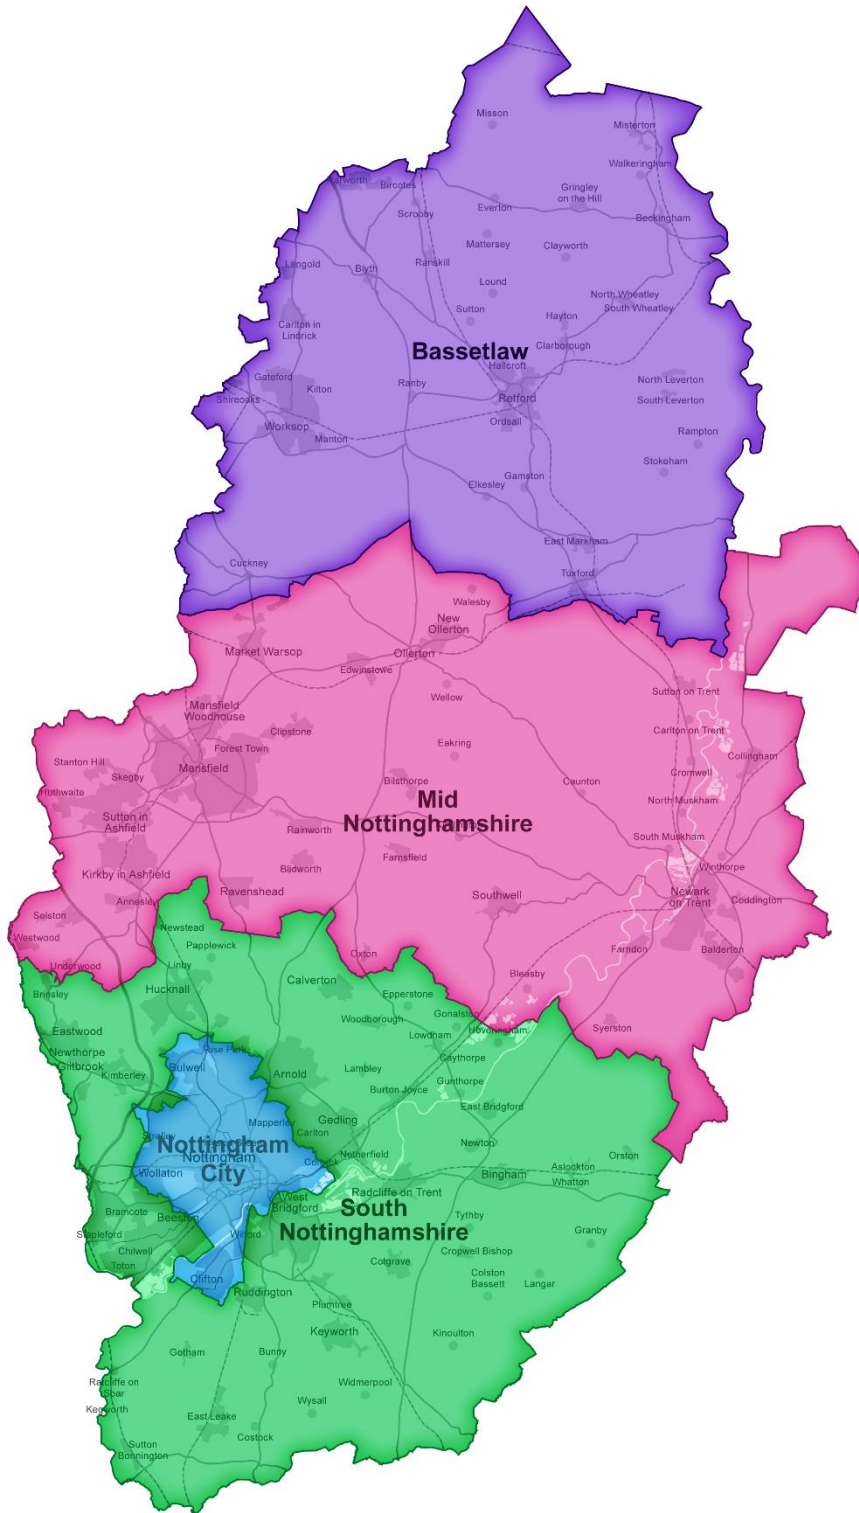 Misson
Misterton
Walkeringham
Bircotes
Gringley
on the Hill
Scrooby
Everton
Beckingham
Mattersey
Clayworth
Langold
Blyth
Ranskill
Lound
North Wheatley
South Wheatley
Sutton
Hayton
Carlton in
Lindrick
Clarborough
Bassetlaw
Hallcroft
Gateford
Kilton
Ranby
North Leverton
Shireoaks
Retford
South Leverton
Ordsall
Worksop
Manton
Rampton
Stokeham
Gamston
Elkesley
East Markham
Cuckney
Tuxford
Walesby
New
Ollerton
Market Warsop
Ollerton
Edwinstowe
Wellow
Sutton on Trent
Mansfield
Woodhouse
Clipstone
Carlton on Trent
Forest Town
Eakring
Collingham
Stanton Hill
Mansfield
Skegby
Cromwell
Bilsthorpe
Caunton
Huthwaite
Mid
Nottinghamshire
North Muskham
Sutton in
Ashfield
Rainworth
South Muskham
Farnsfield
Blidworth
Winthorpe
Kirkby in Ashfield
Ravenshead
Southwell
Newark
on Trent
Coddington
Annesley
Selston
Newstead
Westwood
Papplewick
Farndon
Balderton
Oxton
Underwood
Linby
Bleasby
Hucknall
Calverton
Brinsley
Epperstone
Gonalston
Woodborough
Syerston
Eastwood
Lowdham
Hoveringham
Newthorpe
Giltbrook
Rise Park
Caythorpe
Bulwell
Lambley
Kimberley
Arnold
Gunthorpe
Burton Joyce
East Bridgford
Mapperley
Gedling
Carlton
Strelley
Newton
Nottingham
City
Nottingham
Netherfield
Orston
Colwick
Aslockton
Wollaton
Bingham
Whatton
Radcliffe on Trent
West
Bridgford
South
Nottinghamshire
Bramcote
Beeston
Tythby
Stapleford
Wilford
Granby
Chilwell
Cropwell Bishop
Toton
Cotgrave
Colston
Bassett
Langar
Clifton
Ruddington
Plumtree
Keyworth
Kinoulton
Gotham
Bunny
Ratcliffe on
Soar
Widmerpool
Wysall
Kegworth
East Leake
Costock
Sutton
Bonnington